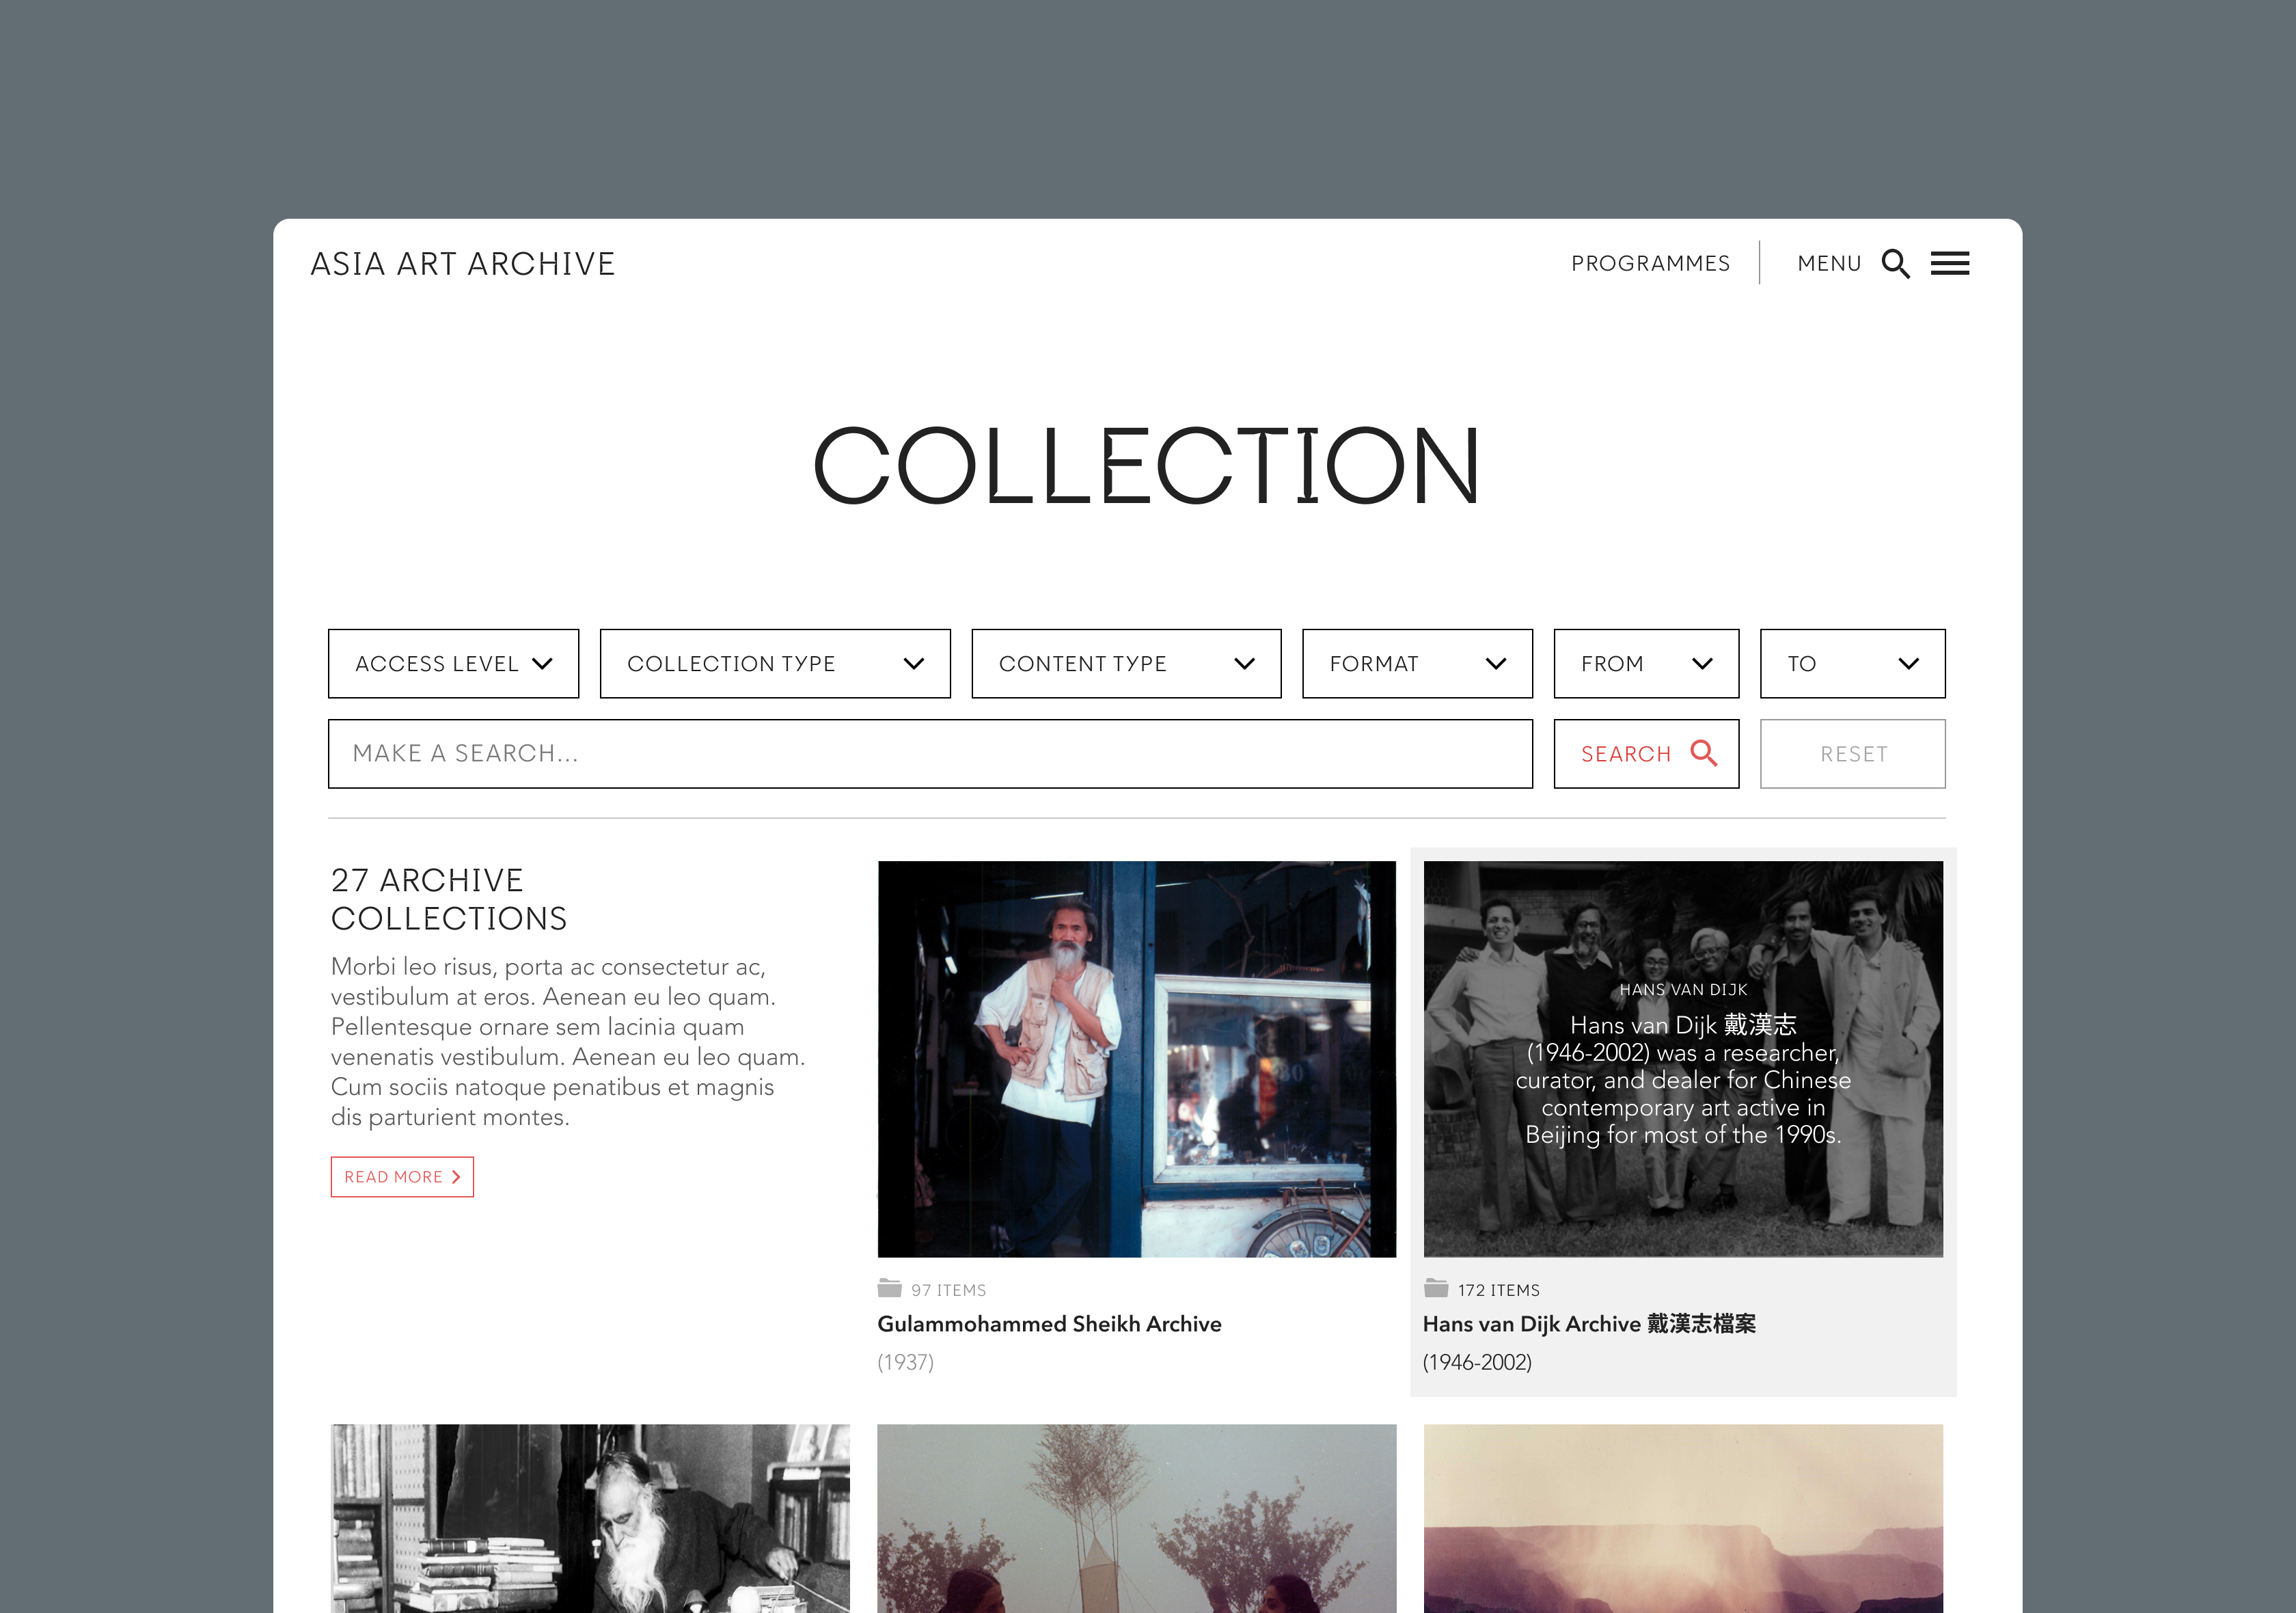 ASIA ART ARCHIVE
PROGRAMMES
MENU
COLLECTION
ACCESS LEVEL
COLLECTION TYPE
CONTENT TYPE
FORMAT
FROM
TO
MAKE A SEARCH...
SEARCH
RESET
27 ARCHIVE
COLLECTIONS
Morbi leo risus, porta ac consectetur ac,
vestibulum at eros. Aenean eu leo quam.
Pellentesque ornare sem lacinia quam
venenatis vestibulum. Aenean eu leo quam.
Cum sociis natoque penatibus et magnis
dis parturient montes.
READ MORE
97 ITEMS
Gulammohammed Sheikh Archive
(1937)
HANS VAN DIJK
Hans van Dijk 戴漢志
(1946-2002) was a researcher,
curator, and dealer for Chinese
contemporary art active in
Beijing for most of the 1990s.
172 ITEMS
Hans van Dijk Archive 戴漢志檔案
(1946-2002)